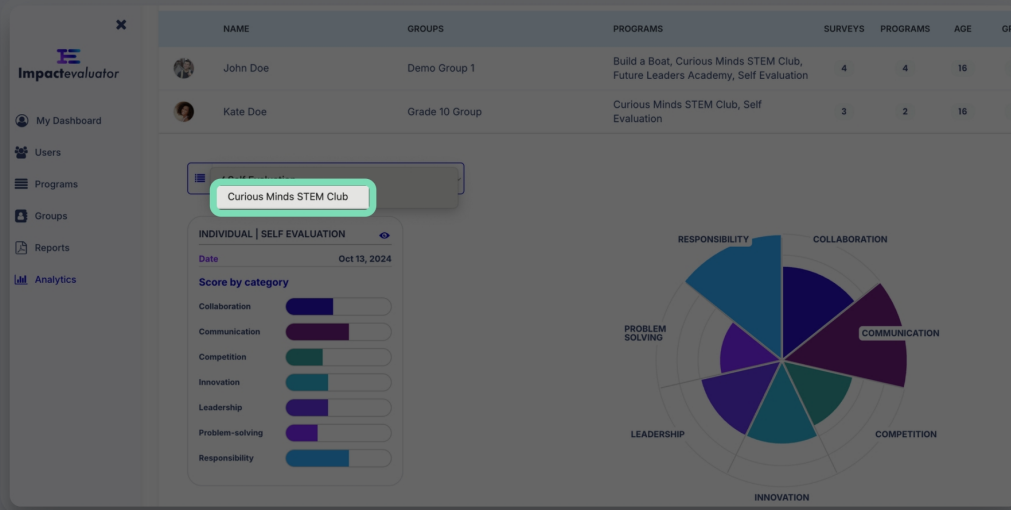 NAME GROUPS PROGRAMS SURVEYS PROGRAMS AGE
Impactevaluator
John Doe Demo Group 1 Build a Boat, Curious Minds STEM Club, 4 4 16
Future Leaders Academy, Self Evaluation
Kate Doe Grade 10 Group Curious Minds STEM Club, Self 3 2 16
Evaluation
My Dashboard
Users
Programs
Groups
Reports
Analytics
/ Self Evaluation
Curious Minds STEM Club
INDIVIDUAL | SELF EVALUATION
Date Oct 13, 2024
Score by category
Collaboration
Communication
Competition
Innovation
Leadership
Problem-solving
Responsibility
RESPONSIBILITY COLLABORATION
PROBLEM
SOLVING
COMMUNICATION
LEADERSHIP COMPETITION
INNOVATION